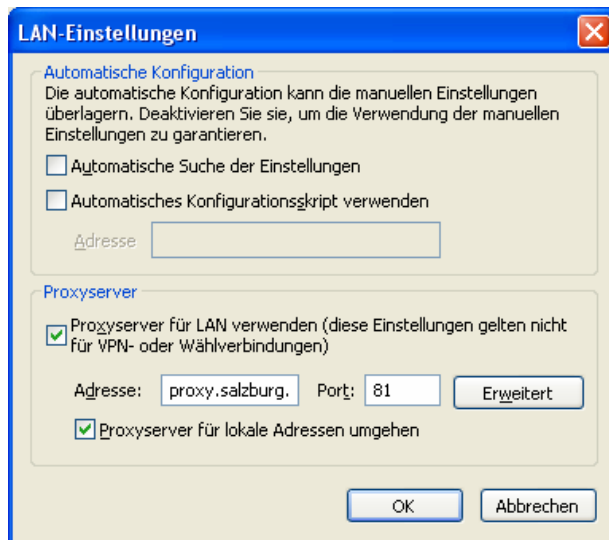 LAN-Einstellungen
Automatische Konfiguration
Die automatische Konfiguration kann die manuellen Einstellungen
überlagern. Deaktivieren Sie sie, um die Verwendung der manuellen
Einstellungen zu garantieren.
Automatische Suche der Einstellungen
Automatisches Konfigurationsskript verwenden
Adresse
Proxyserver
Proxyserver für LAN verwenden (diese Einstellungen gelten nicht
für VPN- oder Wählverbindungen)
Adresse: proxy.salzburg. Port: 81 Erweitert
Proxyserver für lokale Adressen umgehen
OK Abbrechen